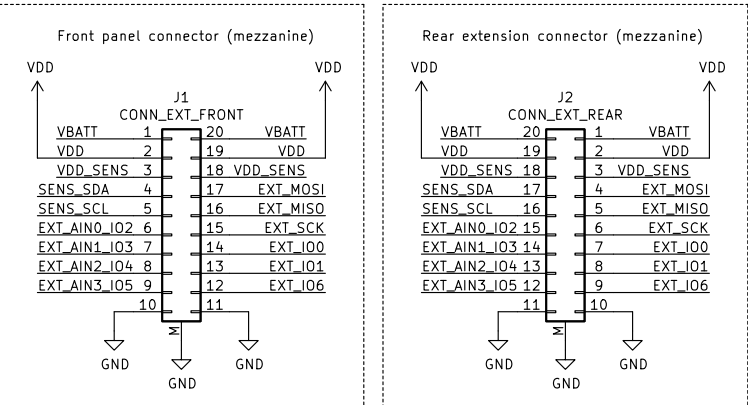 Front panel connector (mezzanine)
VDD VDD
J1
CONN_EXT_FRONT
VBATT 1 20 VBATT
VDD 2 19 VDD
VDD_SENS 3 18 VDD_SENS
SENS_SDA 4 17 EXT_MOSI
SENS_SCL 5 16 EXT_MISO
EXT_AIN0_IO2 6 15 EXT_SCK
EXT_AIN1_IO3 7 14 EXT_IO0
EXT_AIN2_IO4 8 13 EXT_IO1
EXT_AIN3_IO5 9 12 EXT_IO6
10 11
M
GND GND
GND
Rear extension connector (mezzanine)
VDD VDD
J2
CONN_EXT_REAR
VBATT 20 1 VBATT
VDD 19 2 VDD
VDD_SENS 18 3 VDD_SENS
SENS_SDA 17 4 EXT_MOSI
SENS_SCL 16 5 EXT_MISO
EXT_AIN0_IO2 15 6 EXT_SCK
EXT_AIN1_IO3 14 7 EXT_IO0
EXT_AIN2_IO4 13 8 EXT_IO1
EXT_AIN3_IO5 12 9 EXT_IO6
11 10
M
GND GND
GND